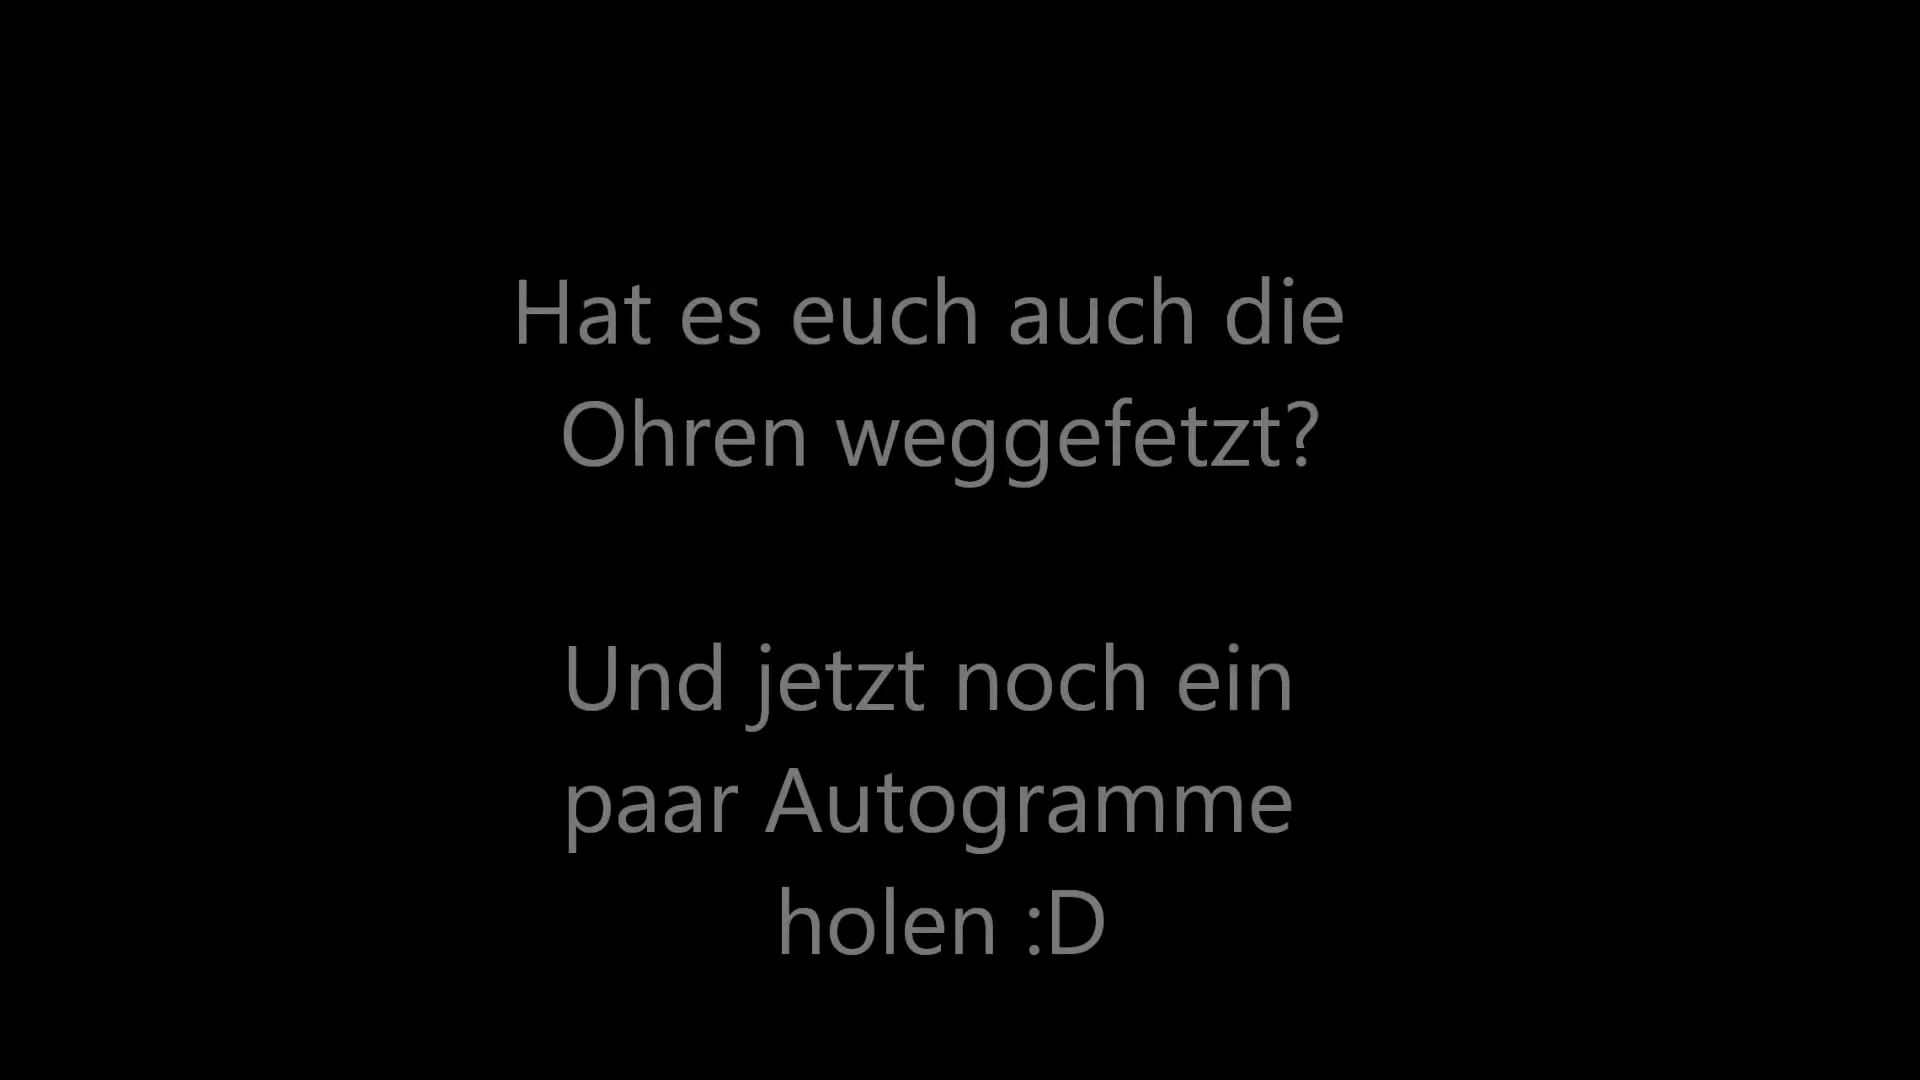 Hat es euch auch die
Ohren weggefetzt?
Und jetzt noch ein
paar Autogramme
holen :D